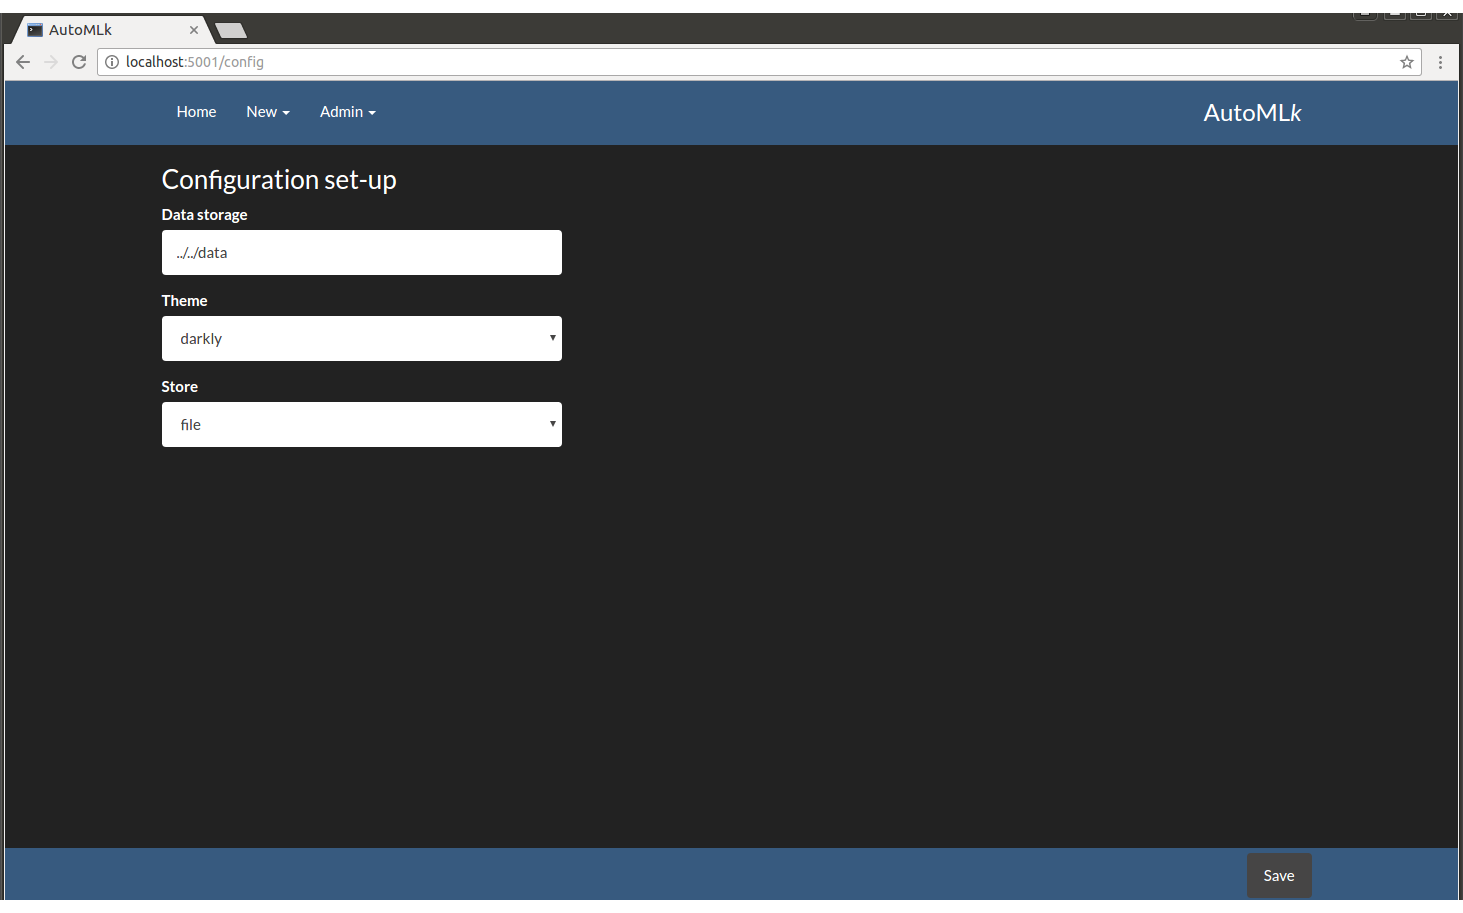 AutoMLk
localhost:5001/config
Home New Admin AutoMLk
Configuration set-up
Data storage
../../data
Theme
darkly
Store
file
Save